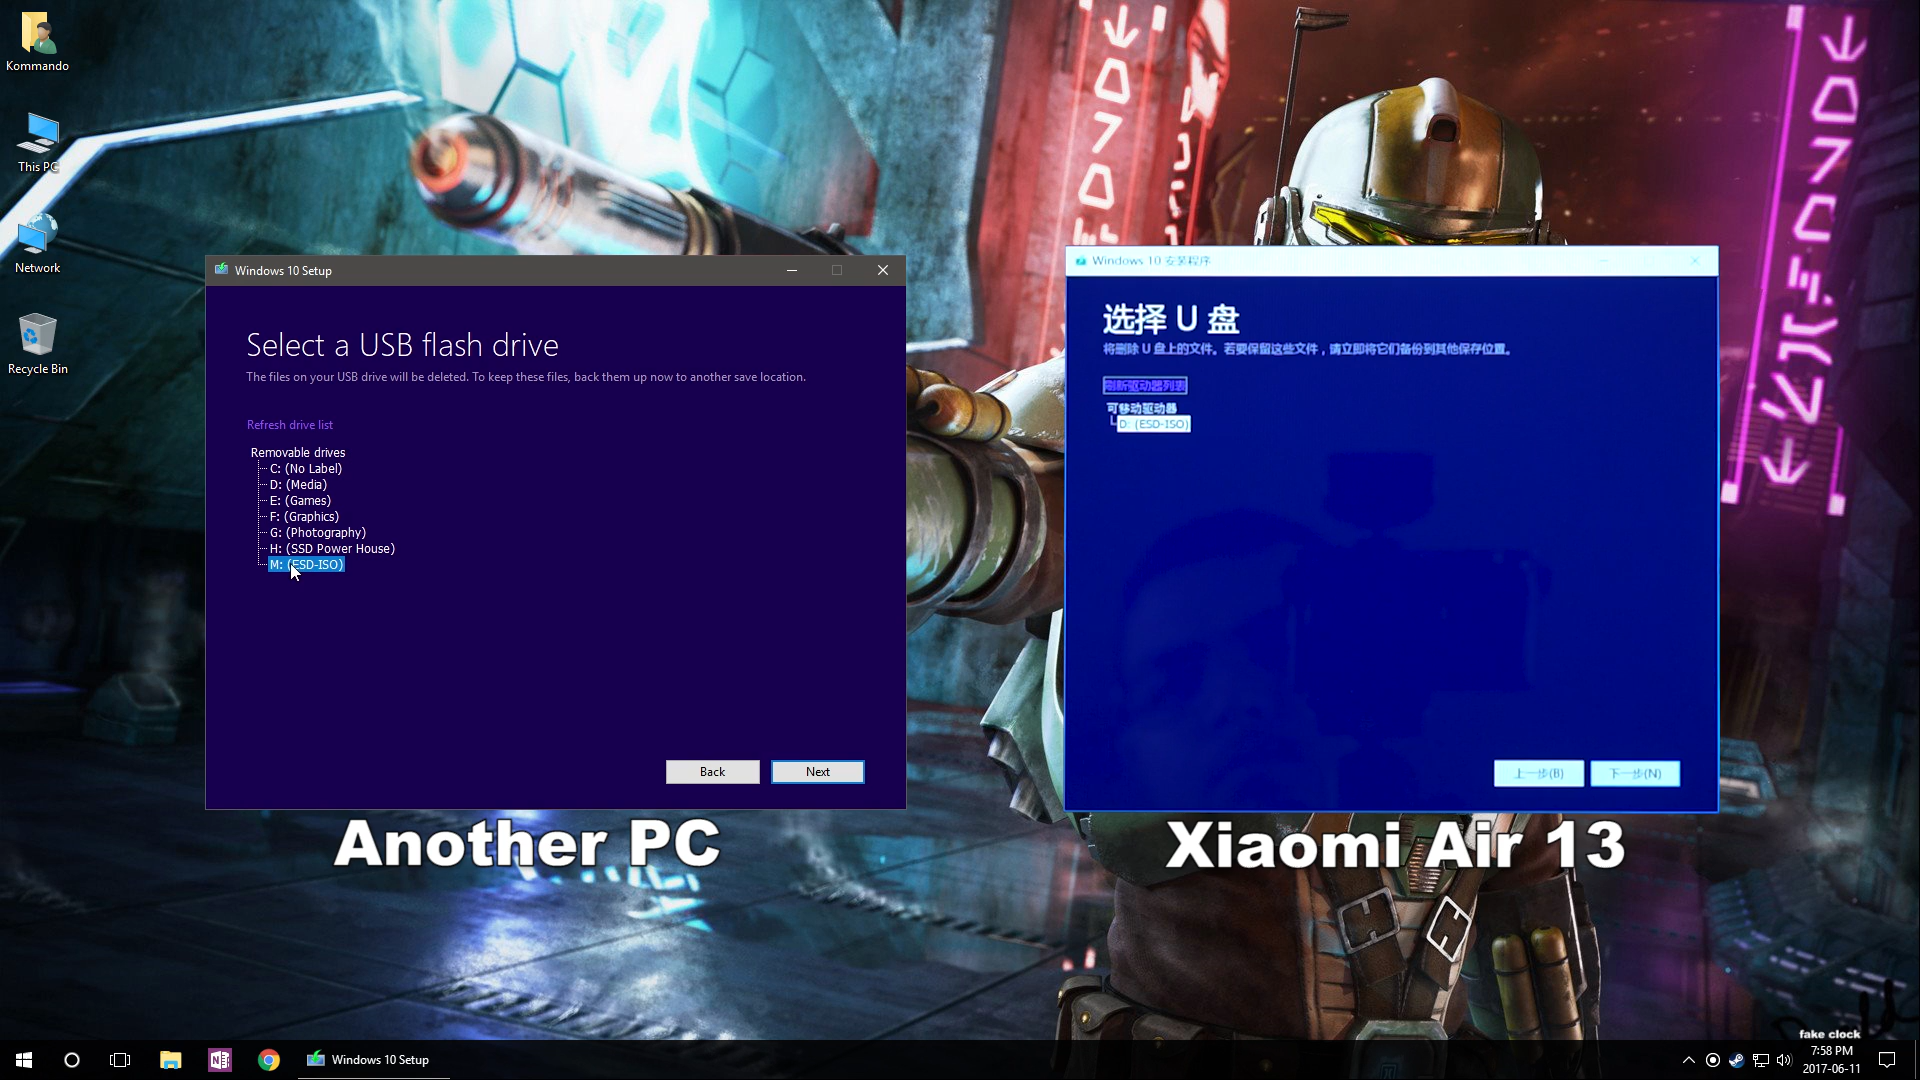 Kommando
This PC
Network
Recycle Bin
Windows 10 Setup
Select a USB flash drive
The files on your USB drive will be deleted. To keep these files, back them up now to another save location.
Refresh drive list
Removable drives
C: (No Label)
D: (Media)
E: (Games)
F: (Graphics)
G: (Photography)
H: (SSD Power House)
M: (ESD-ISO)
Back
Next
Another PC
Windows 10 安装程序
选择 U 盘
将删除 U 盘上的文件。若要保留这些文件，请立即将它们备份到其他保存位置。
刷新驱动器列表
可移动驱动器
D: (ESD-ISO)
上一步(B)
下一步(N)
Xiaomi Air 13
Windows 10 Setup
fake clock
7:58 PM
2017-06-11